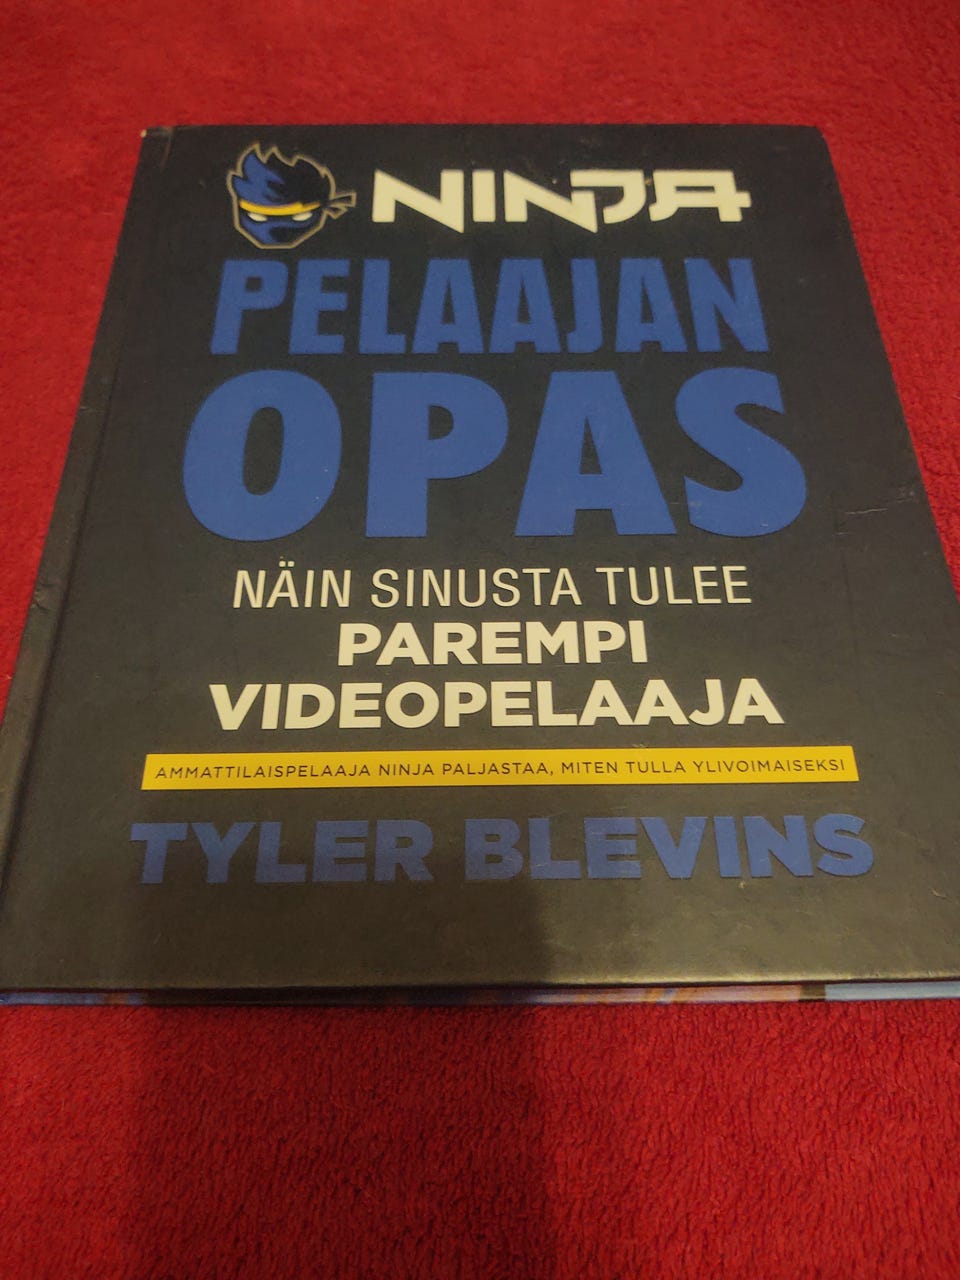 NINJA
PELAAJAN
OPAS
NÄIN SINUSTA TULEE
PAREMPI
VIDEOPELAAJA
AMMATTILAISPELAAJA NINJA PALJASTAA, MITEN TULLA YLIVOIMAISEKSI
TYLER BLEVINS